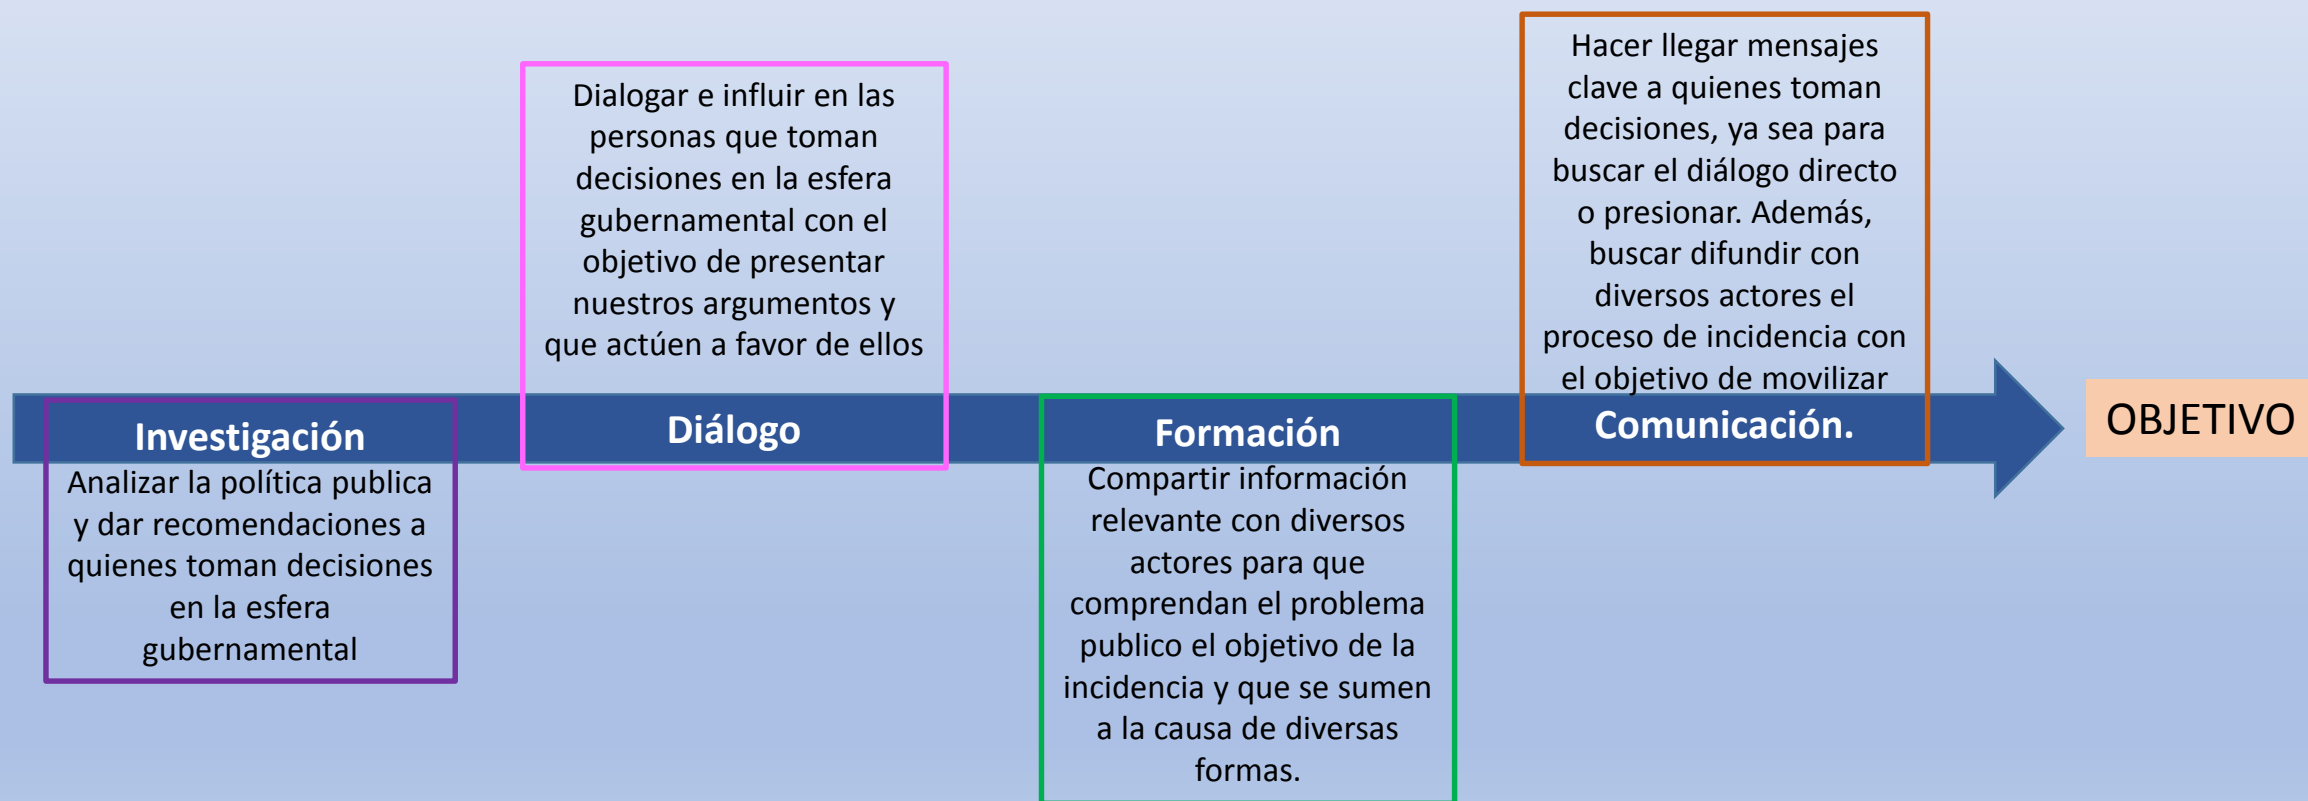 Investigación
Analizar la política publica
y dar recomendaciones a
quienes toman decisiones
en la esfera
gubernamental
Dialogar e influir en las
personas que toman
decisiones en la esfera
gubernamental con el
objetivo de presentar
nuestros argumentos y
que actúen a favor de ellos
Diálogo
Formación
Compartir información
relevante con diversos
actores para que
comprendan el problema
publico el objetivo de la
incidencia y que se sumen
a la causa de diversas
formas.
Hacer llegar mensajes
clave a quienes toman
decisiones, ya sea para
buscar el diálogo directo
o presionar. Además,
buscar difundir con
diversos actores el
proceso de incidencia con
el objetivo de movilizar
Comunicación.
OBJETIVO